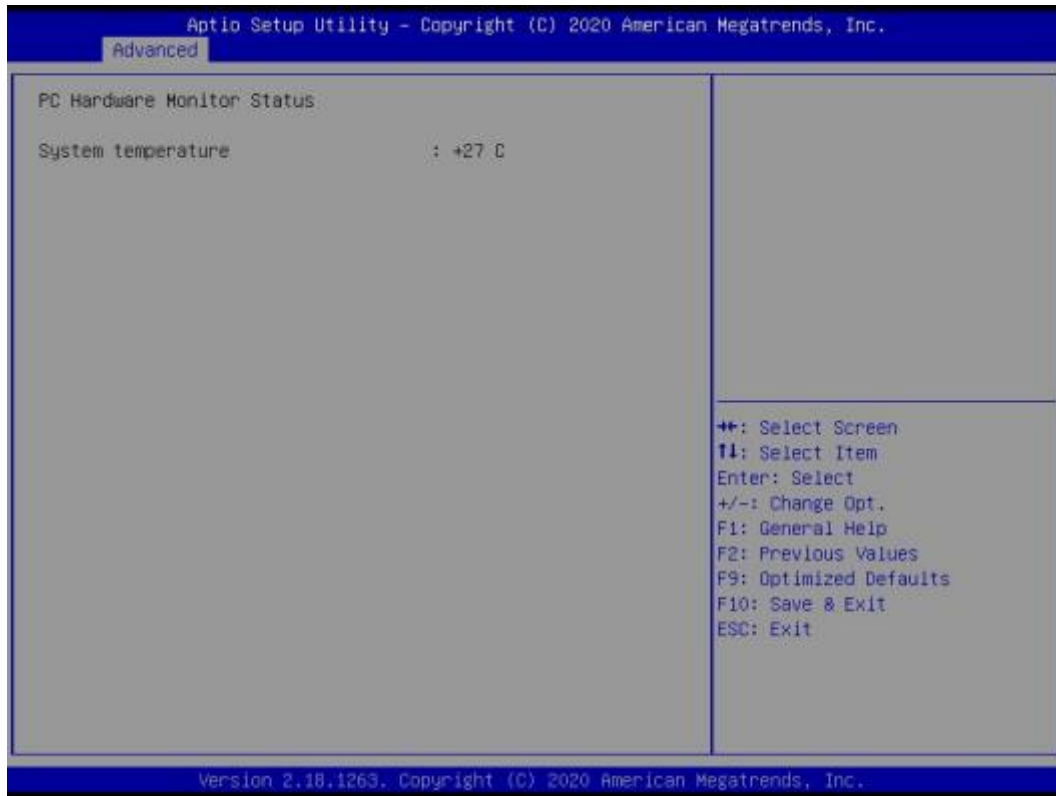 Aptio Setup Utility – Copyright (C) 2020 American Megatrends, Inc.
Advanced
PC Hardware Monitor Status
System temperature : +27 C
→←: Select Screen
↑↓: Select Item
Enter: Select
+/-: Change Opt.
F1: General Help
F2: Previous Values
F9: Optimized Defaults
F10: Save & Exit
ESC: Exit
Version 2.18.1263. Copyright (C) 2020 American Megatrends, Inc.